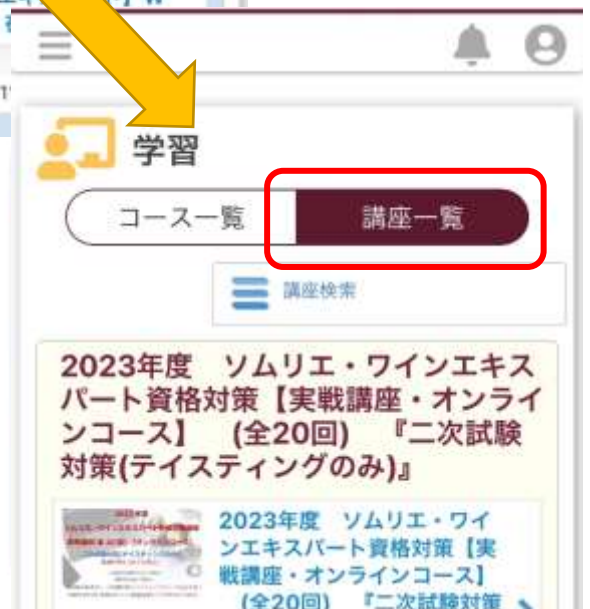 学習
コース一覧
講座一覧
講座検索
2023年度　ソムリエ・ワインエキス
パート資格対策【実戦講座・オンライ
ンコース】　(全20回)　『二次試験
対策(テイスティングのみ)』
2023年度　ソムリエ・ワイ
ンエキスパート資格対策【実
戦講座・オンラインコース】
(全20回)　『二次試験対策